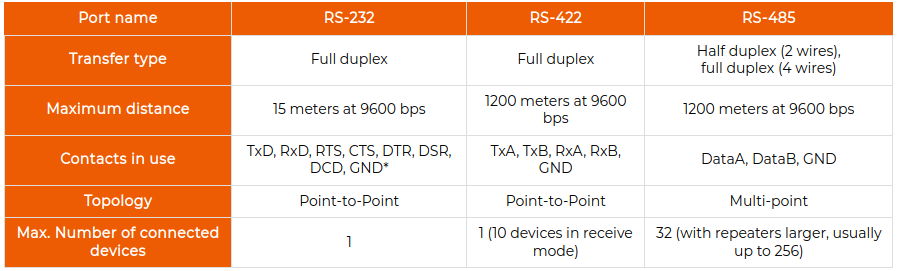 Port name RS-232 RS-422 RS-485
Transfer type Full duplex Full duplex Half duplex (2 wires),
full duplex (4 wires)
Maximum distance 15 meters at 9600 bps 1200 meters at 9600
bps 1200 meters at 9600 bps
Contacts in use TxD, RxD, RTS, CTS, DTR, DSR,
DCD, GND* TxA, TxB, RxA, RxB,
GND DataA, DataB, GND
Topology Point-to-Point Point-to-Point Multi-point
Max. Number of connected
devices 1 1 (10 devices in receive
mode) 32 (with repeaters larger, usually
up to 256)